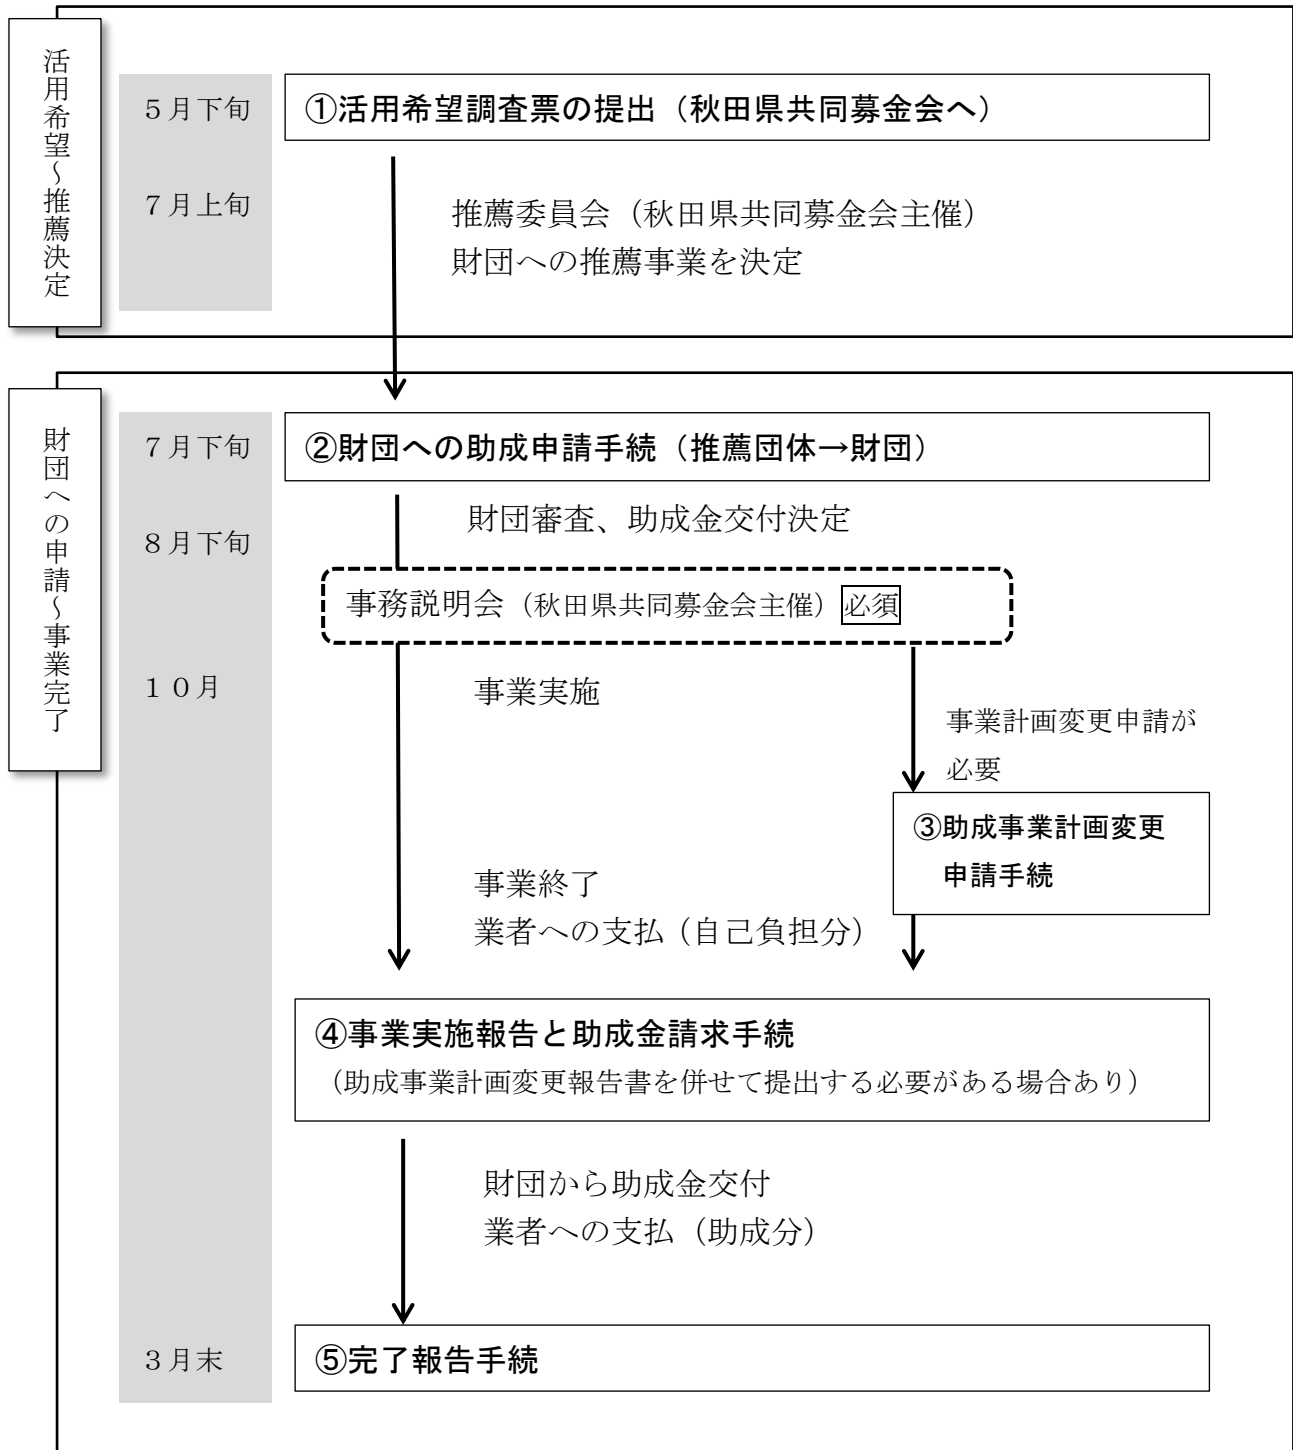 活用希望～推薦決定
５月下旬
①活用希望調査票の提出（秋田県共同募金会へ）
７月上旬
推薦委員会（秋田県共同募金会主催）
財団への推薦事業を決定
財団への申請～事業完了
７月下旬
②財団への助成申請手続（推薦団体→財団）
財団審査、助成金交付決定
８月下旬
事務説明会（秋田県共同募金会主催）必須
１０月
事業実施
事業計画変更申請が
必要
③助成事業計画変更
申請手続
事業終了
業者への支払（自己負担分）
④事業実施報告と助成金請求手続
（助成事業計画変更報告書を併せて提出する必要がある場合あり）
財団から助成金交付
業者への支払（助成分）
３月末
⑤完了報告手続